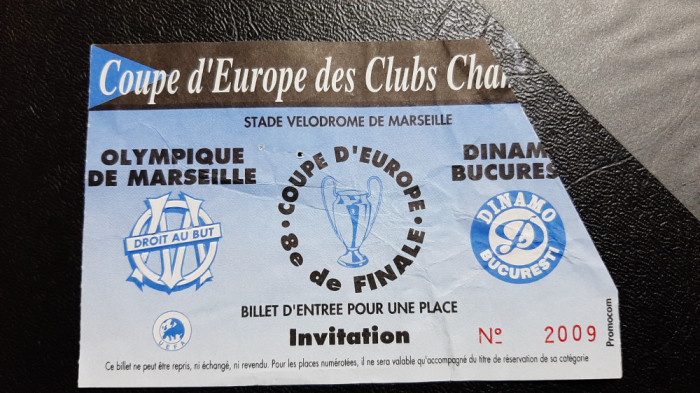 Coupe d'Europe des Clubs Cha
STADE VELODROME DE MARSEILLE
OLYMPIQUE
DE MARSEILLE
DROIT AU BUT
COUPE D'EUROPE
8e de FINALE
DINAM
BUCURES
DINAMO
BUCURESTI
BILLET D'ENTREE POUR UNE PLACE
UEFA
Invitation
Nº 2009
Promocom
Ce billet ne peut être repris, ni échangé, ni revendu. Pour les places numérotées, il ne sera valable qu'accompagné du titre de réservation de sa catégorie